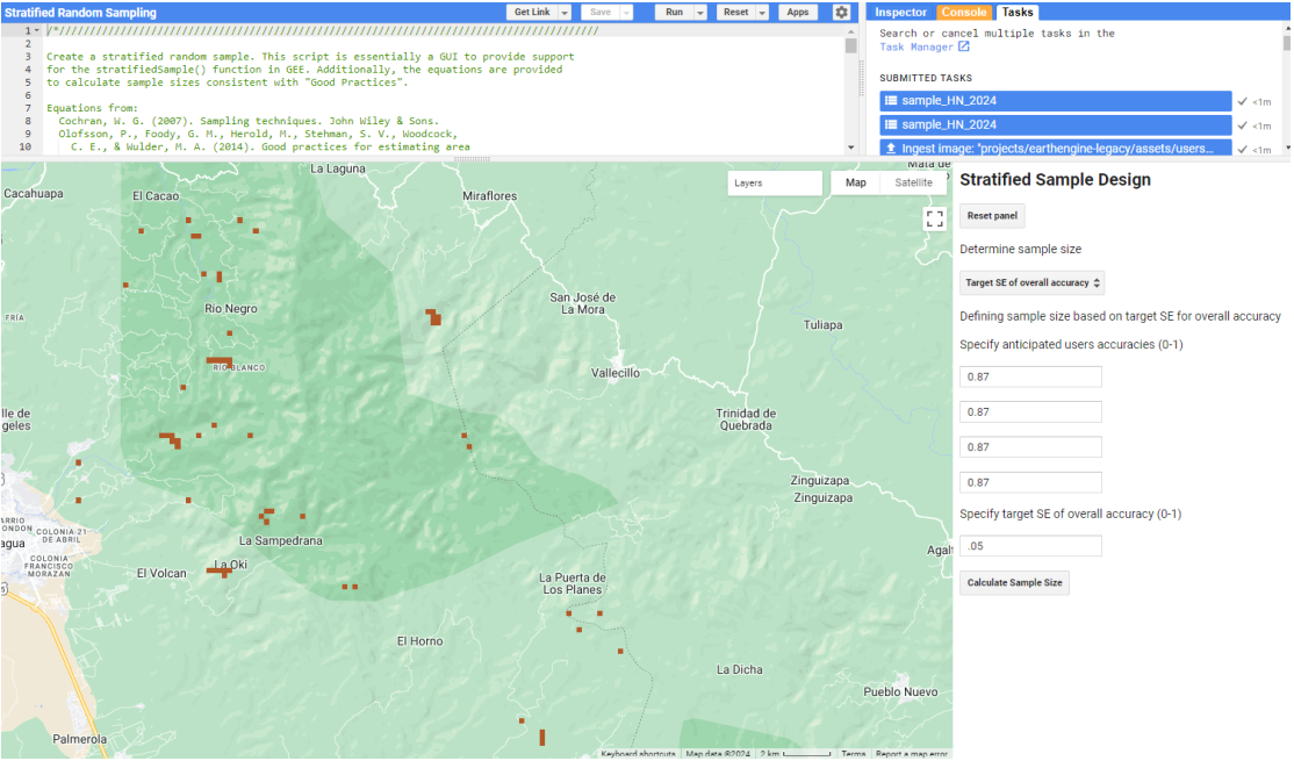 Stratified Random Sampling
Get Link
Save
Run
Reset
Apps
Inspector
Console
Tasks
1 /*//////////////////////////////////////////////////////////////////////////////////
2
3 Create a stratified random sample. This script is essentially a GUI to provide support
4 for the stratifiedSample() function in GEE. Additionally, the equations are provided
5 to calculate sample sizes consistent with "Good Practices".
6
7 Equations from:
8 Cochran, W. G. (2007). Sampling techniques. John Wiley & Sons.
9 Olofsson, P., Foody, G. M., Herold, M., Stehman, S. V., Woodcock,
10 C. E., & Wulder, M. A. (2014). Good practices for estimating area
Search or cancel multiple tasks in the
Task Manager
SUBMITTED TASKS
sample_HN_2024
<1m
sample_HN_2024
<1m
Ingest image: "projects/earthengine-legacy/assets/users...
<1m
La Laguna
Mata de
Cacahuapa
El Cacao
Miraflores
Layers
Map
Satellite
Río Negro
San José de
La Mora
FRÍA
Tuliapa
RÍO BLANCO
Vallecillo
lle de
geles
Trinidad de
Quebrada
Zinguizapa
Zinguizapa
ARRIO
ONDON
COLONIA 21
DE ABRIL
agua
COLONIA
FRANCISCO
MORAZAN
La Sampedrana
Agalt
El Volcan
La Oki
La Puerta de
Los Planes
El Horno
La Dicha
Pueblo Nuevo
Palmerola
Keyboard shortcuts
Map data ©2024
2 km
Terms
Report a map error
Stratified Sample Design
Reset panel
Determine sample size
Target SE of overall accuracy
Defining sample size based on target SE for overall accuracy
Specify anticipated users accuracies (0-1)
0.87
0.87
0.87
0.87
Specify target SE of overall accuracy (0-1)
.05
Calculate Sample Size